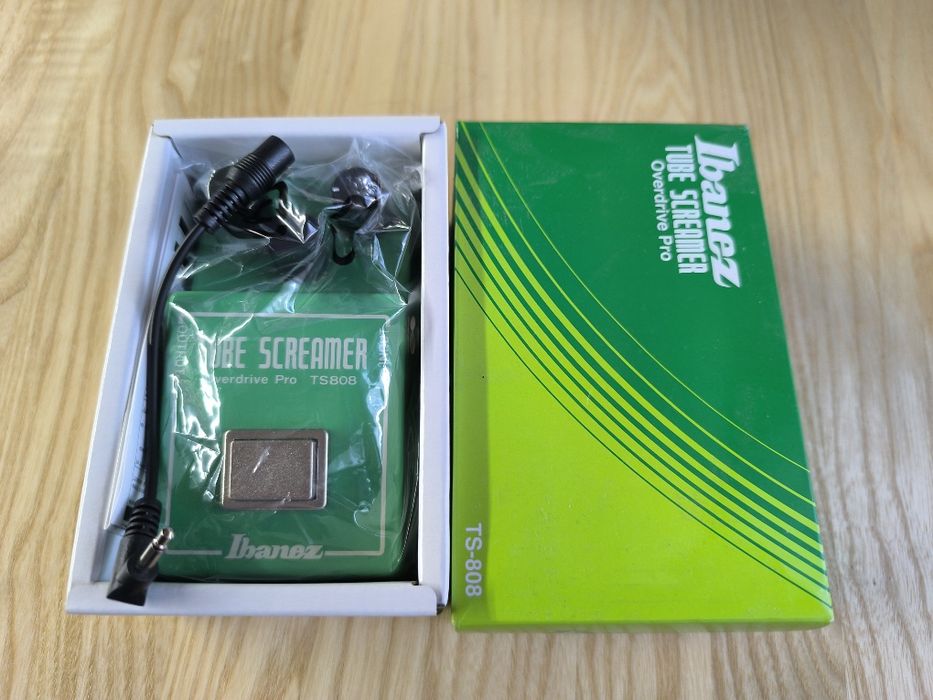 TUBE SCREAMER
Overdrive Pro TS808
Ibanez
Ibanez
TUBE SCREAMER
Overdrive Pro
TS-808